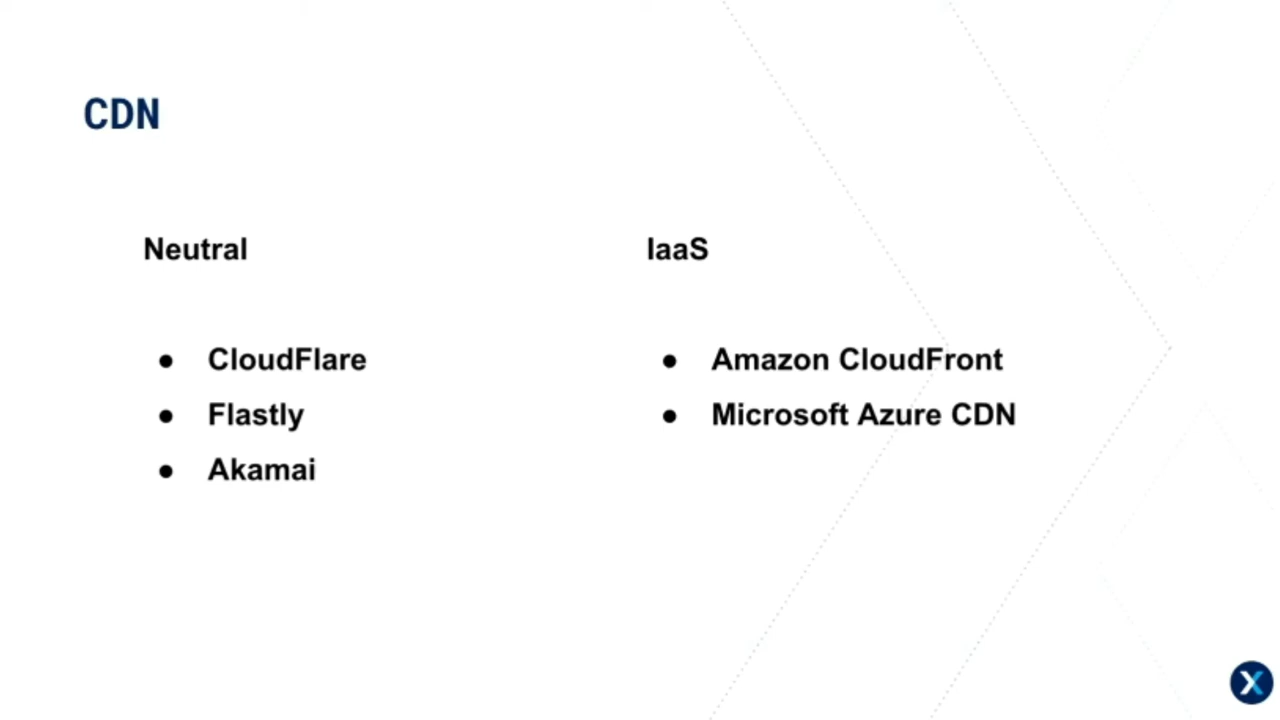 CDN
Neutral
● CloudFlare
● Flastly
● Akamai
IaaS
● Amazon CloudFront
● Microsoft Azure CDN
X